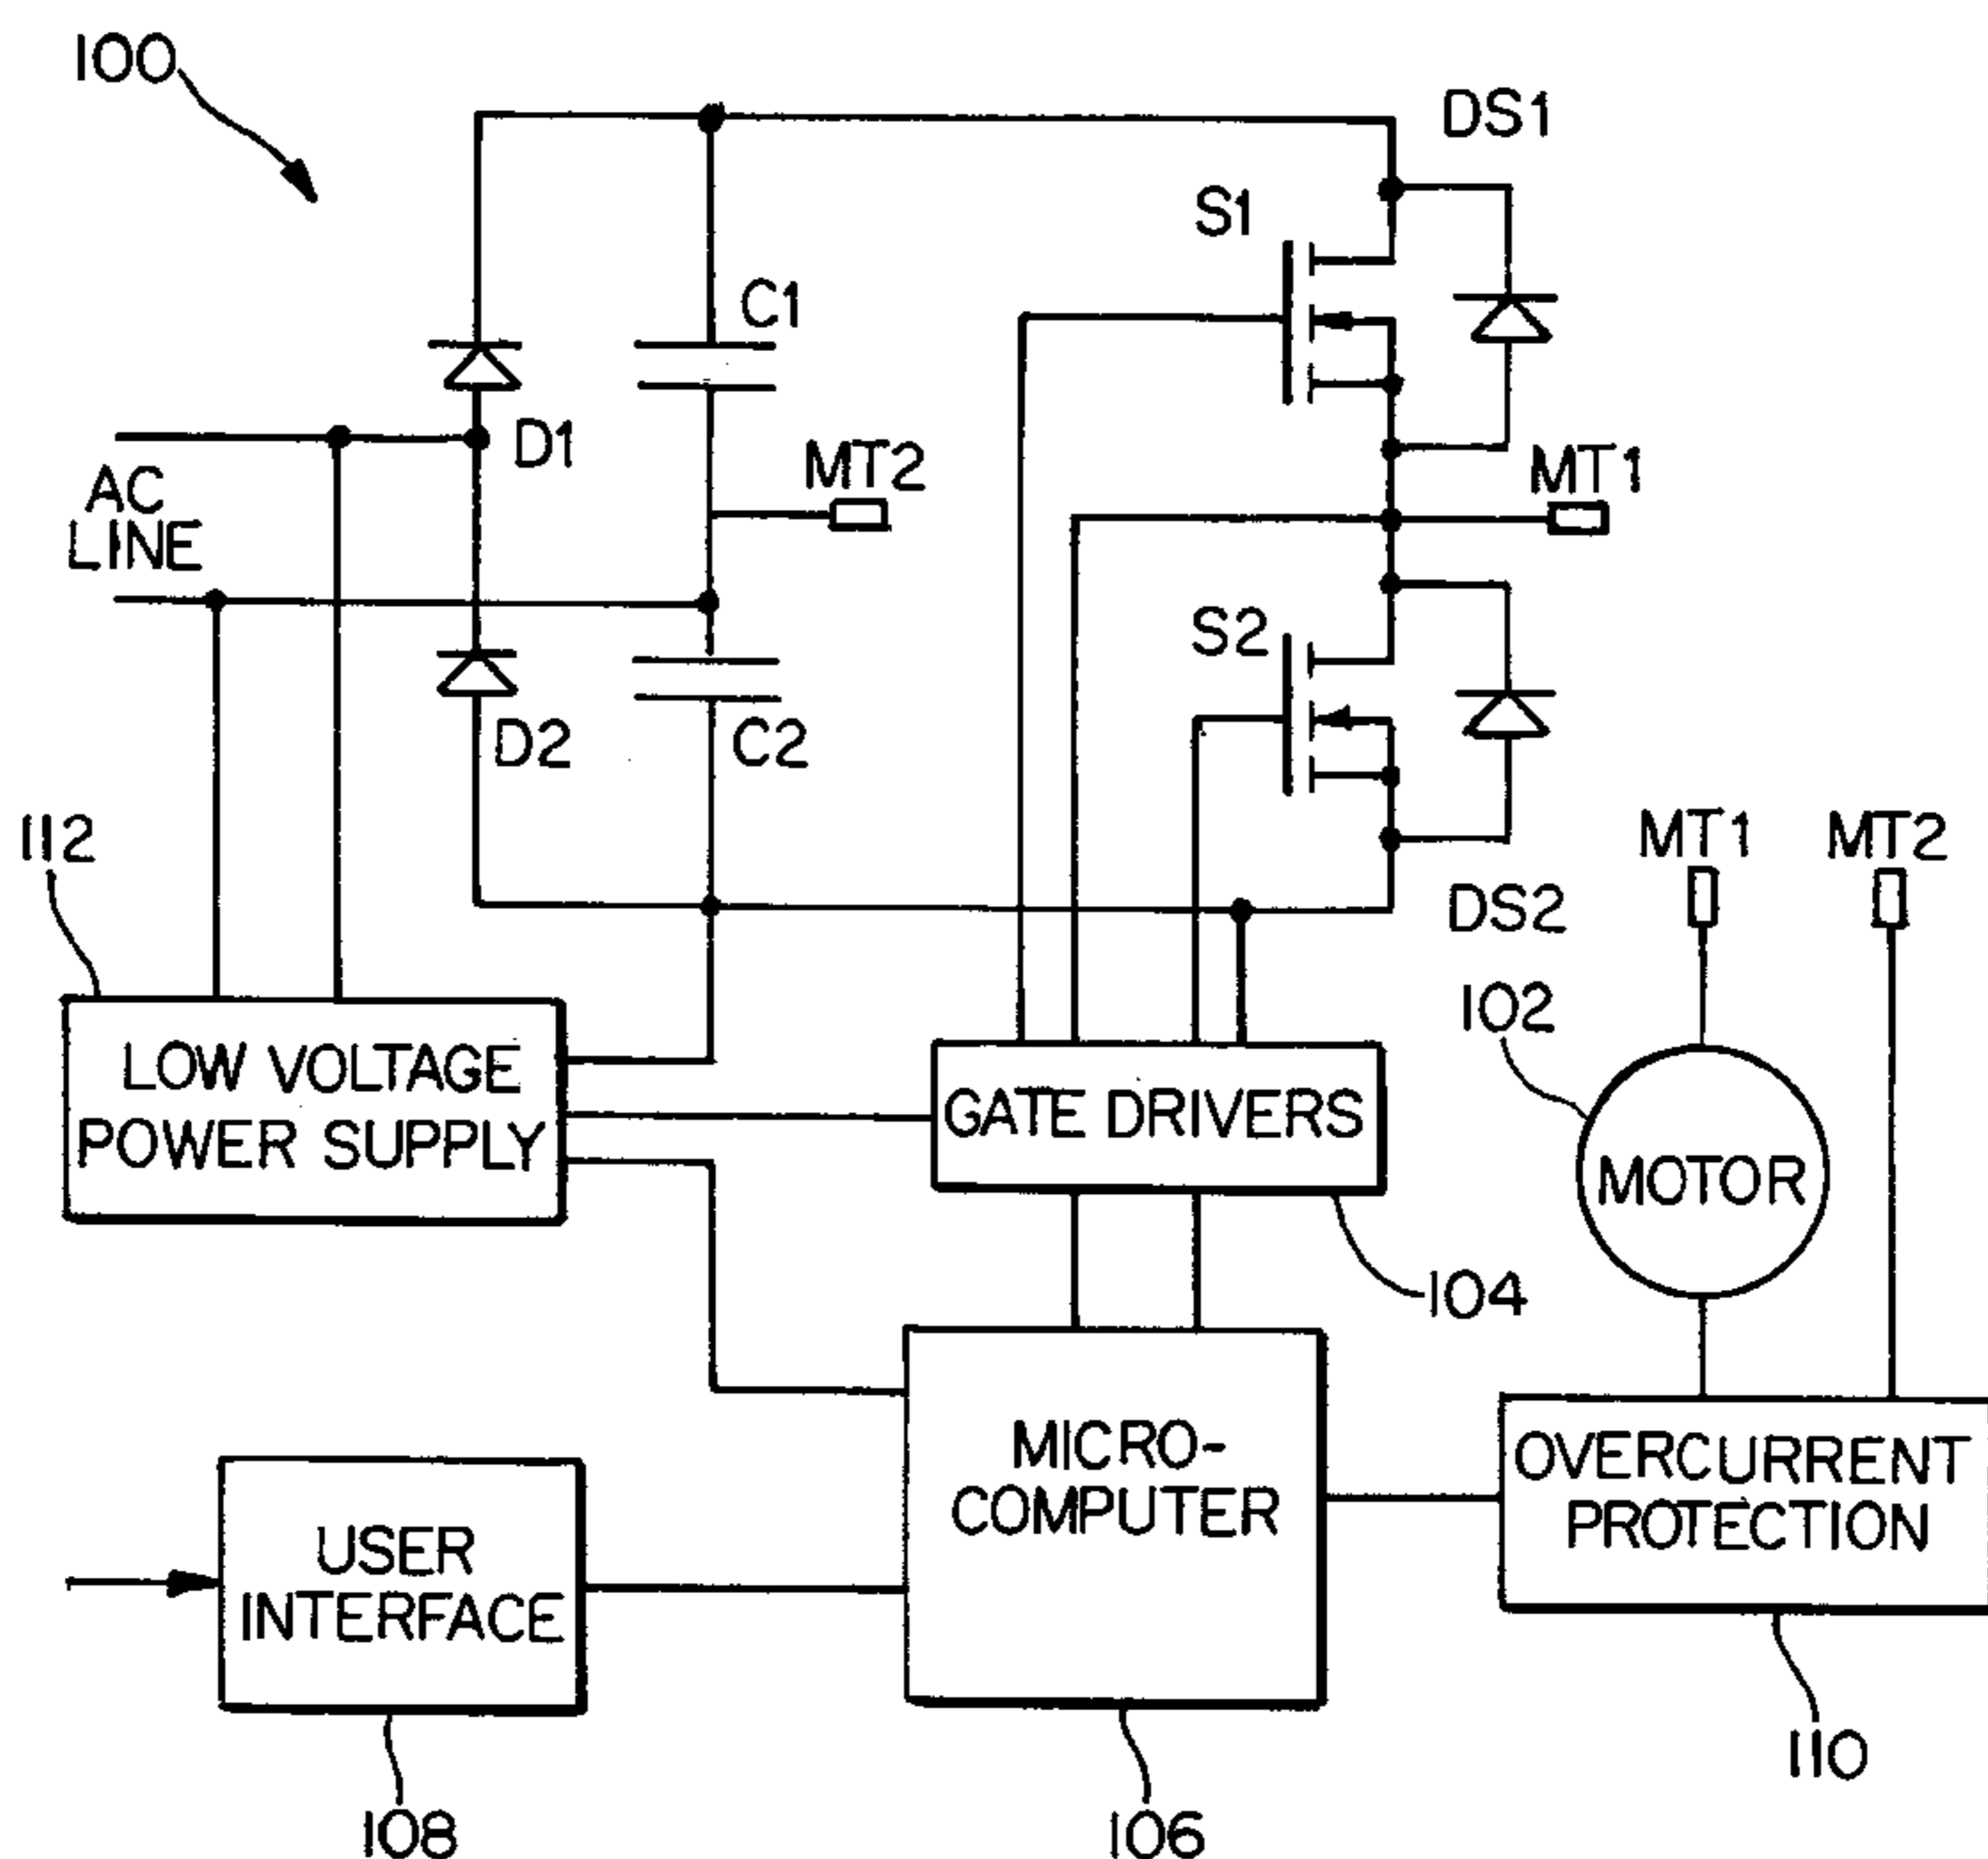 100
DS1
S1
C1
D1
MT2
MT1
AC
LINE
S2
D2
C2
112
MT1
MT2
DS2
102
LOW VOLTAGE
POWER SUPPLY
GATE DRIVERS
MOTOR
104
MICRO-
COMPUTER
OVERCURRENT
PROTECTION
USER
INTERFACE
110
108
106